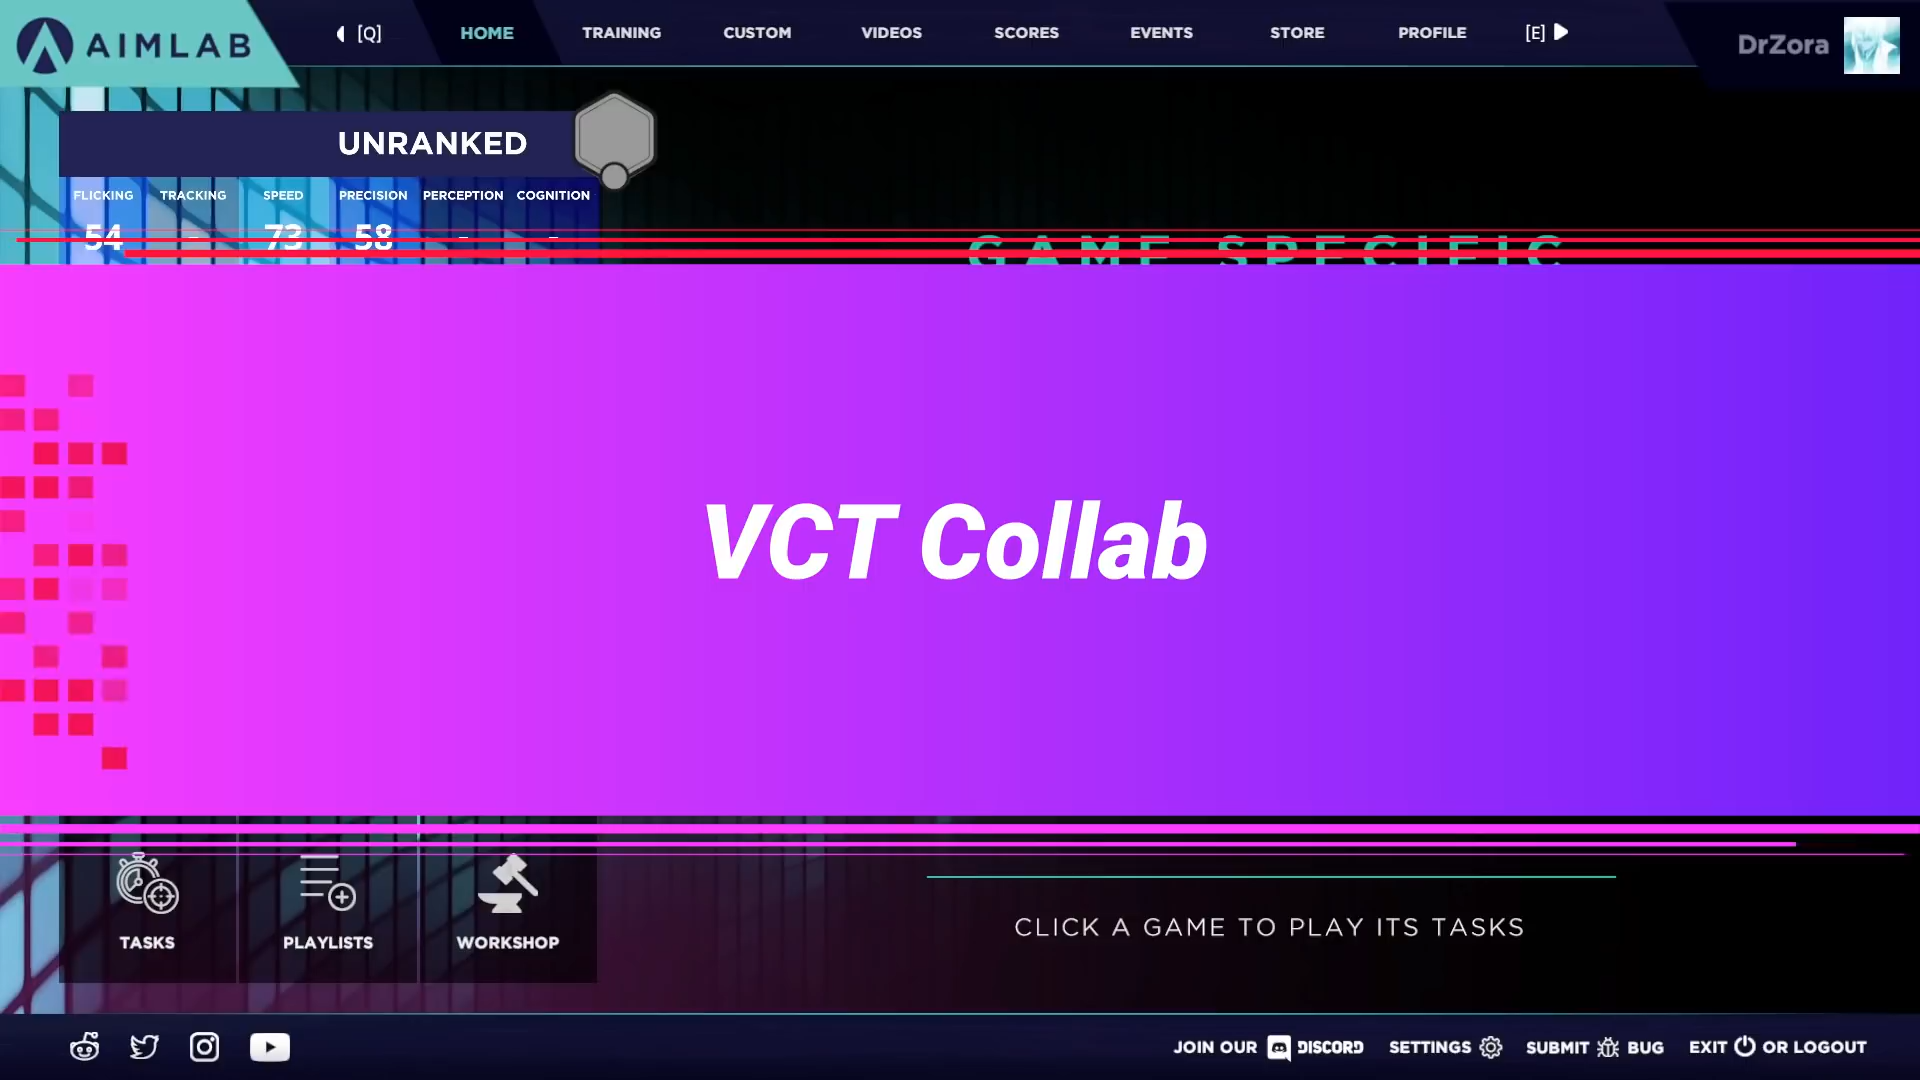 AIMLAB
[Q]
HOME
TRAINING
CUSTOM
VIDEOS
SCORES
EVENTS
STORE
PROFILE
[E]
DrZora
UNRANKED
FLICKING
TRACKING
SPEED
PRECISION
PERCEPTION
COGNITION
54
-
73
58
-
-
GAME SPECIFIC
VCT Collab
TASKS
PLAYLISTS
WORKSHOP
CLICK A GAME TO PLAY ITS TASKS
JOIN OUR DISCORD
SETTINGS
SUBMIT BUG
EXIT OR LOGOUT